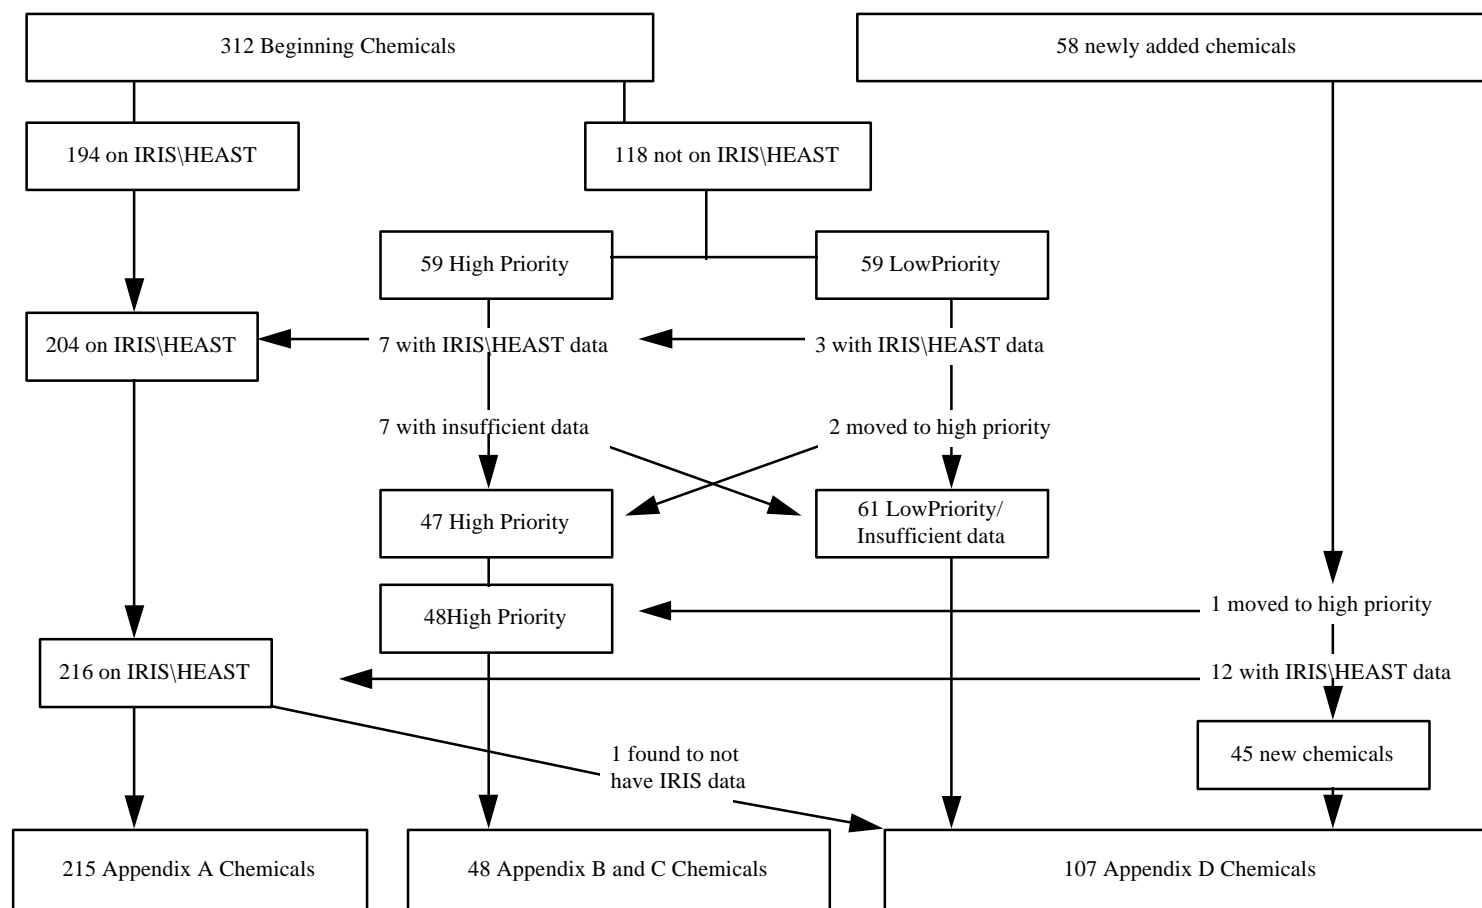 312 Beginning Chemicals
58 newly added chemicals
194 on IRIS\HEAST
118 not on IRIS\HEAST
59 High Priority
59 LowPriority
204 on IRIS\HEAST
7 with IRIS\HEAST data
3 with IRIS\HEAST data
7 with insufficient data
2 moved to high priority
47 High Priority
61 LowPriority/
Insufficient data
48High Priority
1 moved to high priority
216 on IRIS\HEAST
12 with IRIS\HEAST data
1 found to not
have IRIS data
45 new chemicals
215 Appendix A Chemicals
48 Appendix B and C Chemicals
107 Appendix D Chemicals